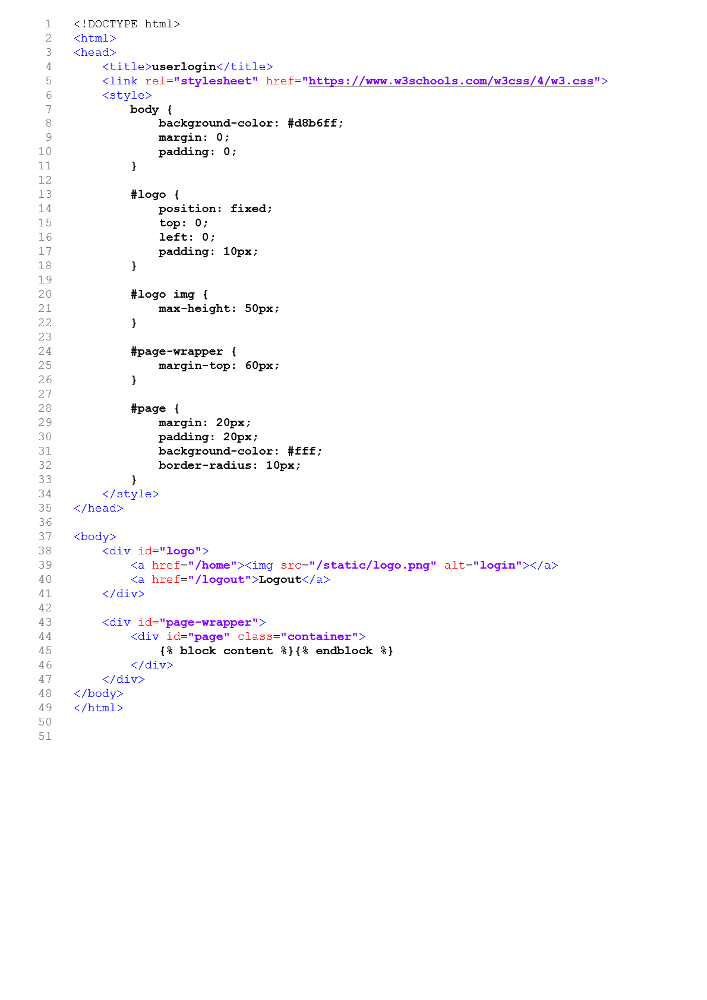 1 <!DOCTYPE html>
2 <html>
3 <head>
4     <title>userlogin</title>
5     <link rel="stylesheet" href="https://www.w3schools.com/w3css/4/w3.css">
6     <style>
7         body {
8             background-color: #d8b6ff;
9             margin: 0;
10             padding: 0;
11         }
12
13         #logo {
14             position: fixed;
15             top: 0;
16             left: 0;
17             padding: 10px;
18         }
19
20         #logo img {
21             max-height: 50px;
22         }
23
24         #page-wrapper {
25             margin-top: 60px;
26         }
27
28         #page {
29             margin: 20px;
30             padding: 20px;
31             background-color: #fff;
32             border-radius: 10px;
33         }
34     </style>
35 </head>
36
37 <body>
38     <div id="logo">
39         <a href="/home"><img src="/static/logo.png" alt="login"></a>
40         <a href="/logout">Logout</a>
41     </div>
42
43     <div id="page-wrapper">
44         <div id="page" class="container">
45             {% block content %}{% endblock %}
46         </div>
47     </div>
48 </body>
49 </html>
50
51